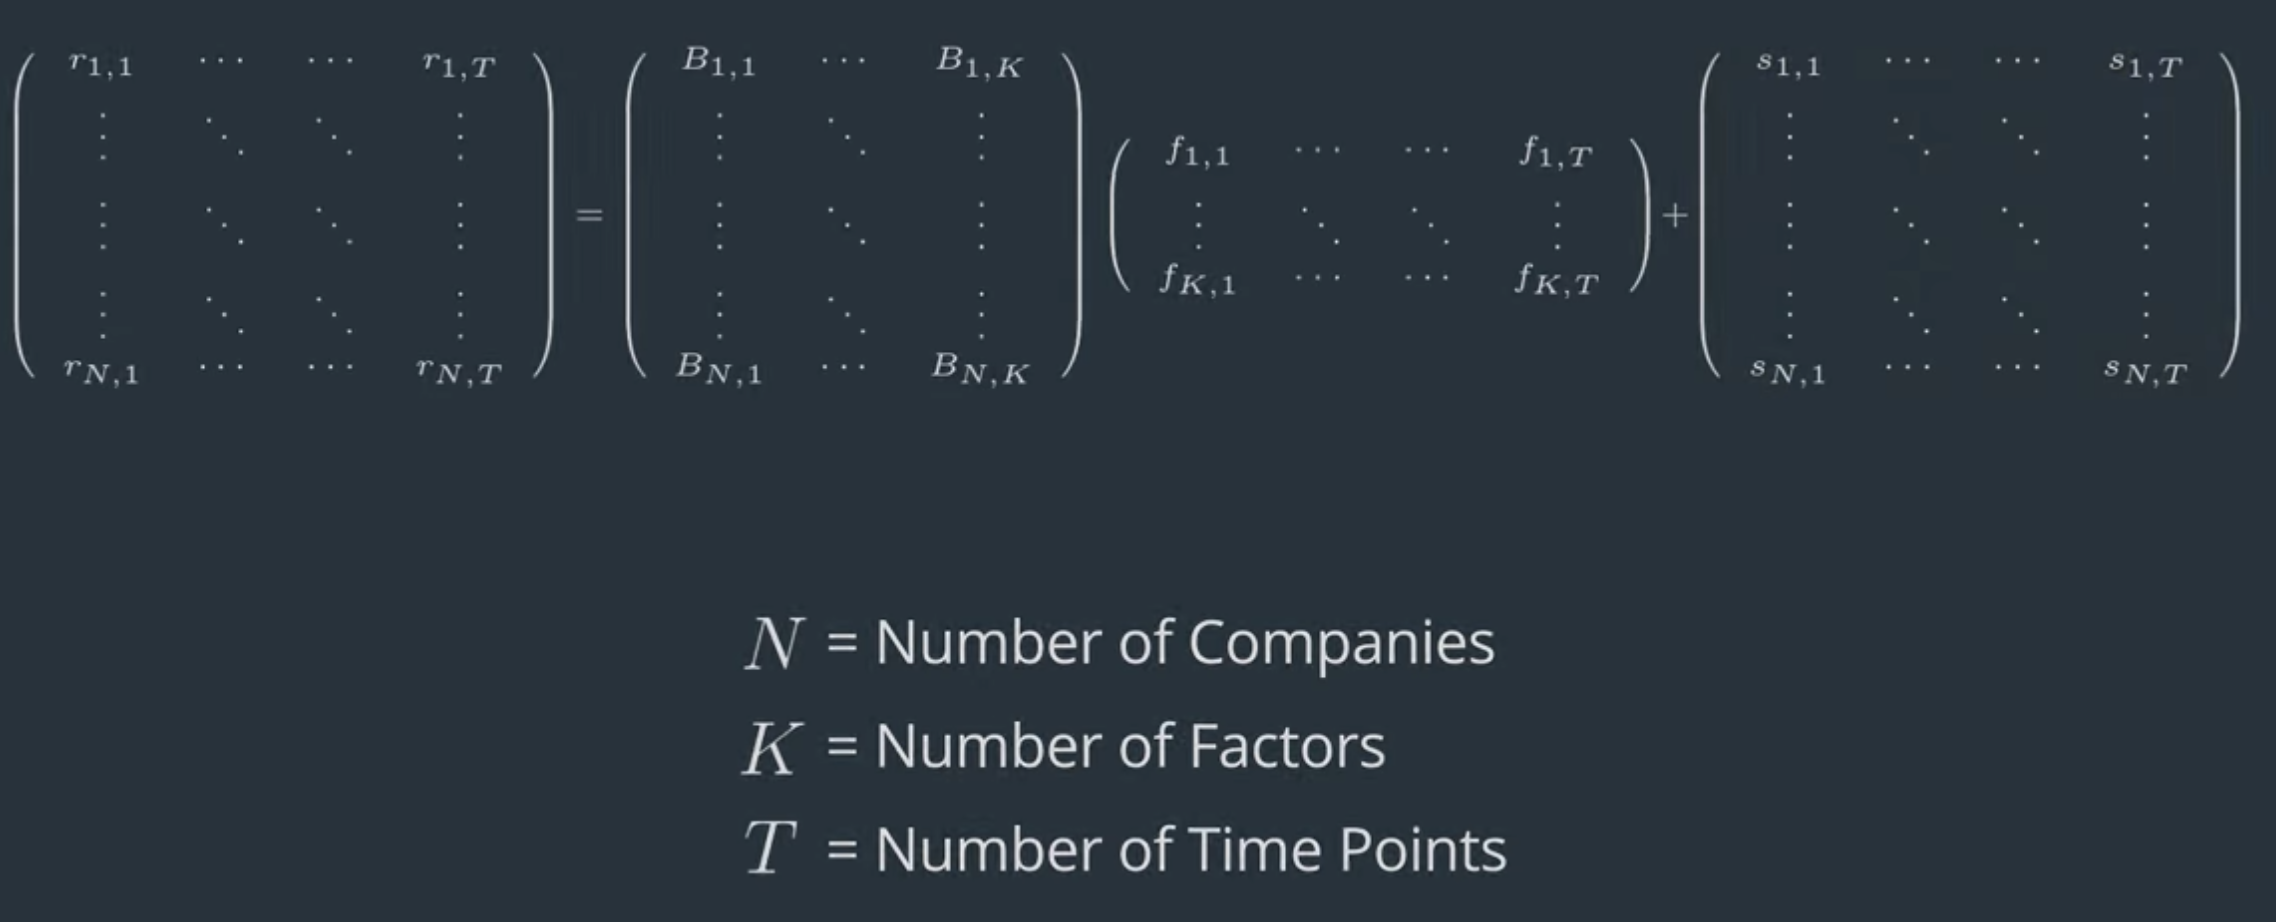 r_{1,1} ⋯ ⋯ r_{1,T} B_{1,1} ⋯ B_{1,K} s_{1,1} ⋯ ⋯ s_{1,T}
⋮ ⋱ ⋱ ⋮ ⋮ ⋱ ⋮ f_{1,1} ⋯ ⋯ f_{1,T} ⋮ ⋱ ⋱ ⋮
⋮ ⋱ ⋱ ⋮ = ⋮ ⋱ ⋮ ⋮ ⋱ ⋱ ⋮ + ⋮ ⋱ ⋱ ⋮
⋮ ⋱ ⋱ ⋮ ⋮ ⋱ ⋮ f_{K,1} ⋯ ⋯ f_{K,T} ⋮ ⋱ ⋱ ⋮
r_{N,1} ⋯ ⋯ r_{N,T} B_{N,1} ⋯ B_{N,K} s_{N,1} ⋯ ⋯ s_{N,T}
N = Number of Companies
K = Number of Factors
T = Number of Time Points